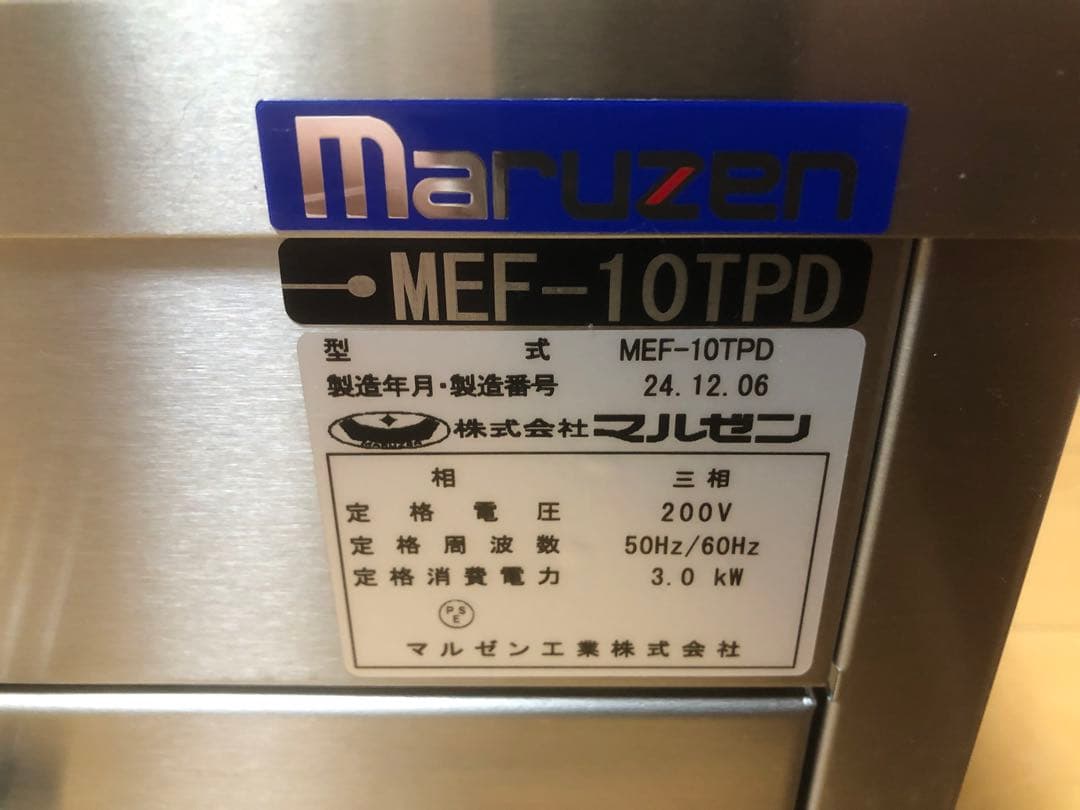 maruzen
MEF-10TPD
型式 MEF-10TPD
製造年月・製造番号 24.12.06
MARUZEN 株式会社マルゼン
相 三相
定格電圧 200V
定格周波数 50Hz/60Hz
定格消費電力 3.0 kW
PSE
マルゼン工業株式会社